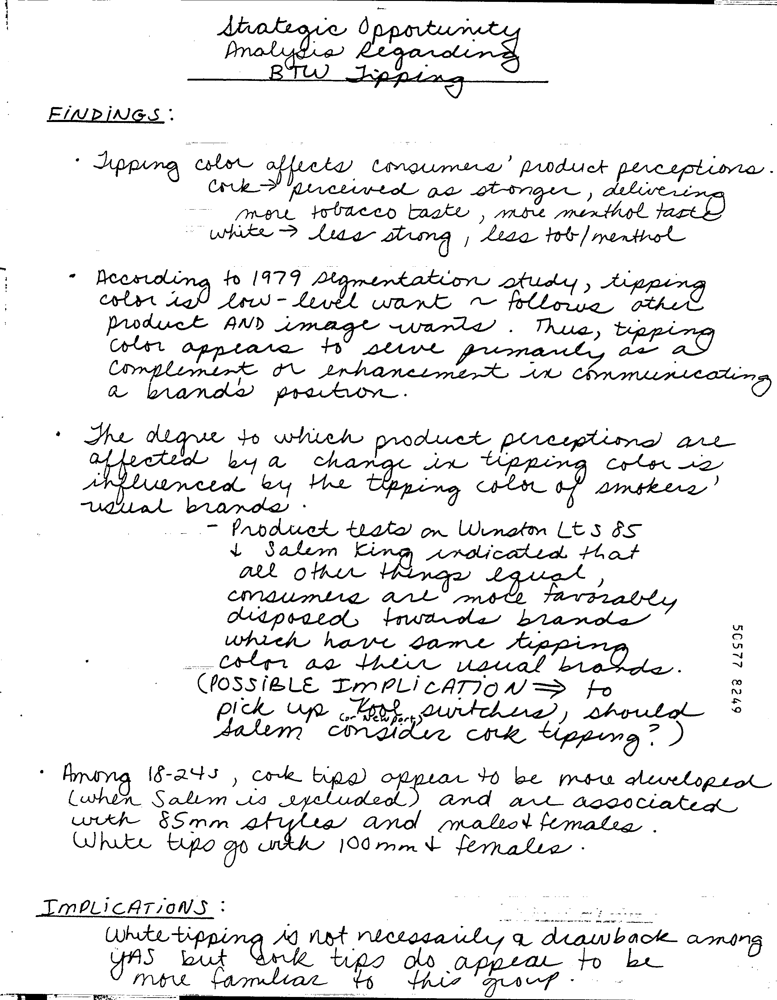 Strategic Opportunity
Analysis Regarding
BTW Tipping
FINDINGS:
· Tipping color affects consumers' product perceptions.
cork → perceived as stronger, delivering
more tobacco taste, more menthol taste
white → less strong, less tob/menthol
· According to 1979 segmentation study, tipping
color is low-level want ~ follows other
product AND image wants. Thus, tipping
color appears to serve primarily as a
complement or enhancement in communicating
a brand's position.
· The degree to which product perceptions are
affected by a change in tipping color is
influenced by the tipping color of smokers'
usual brands.
- Product tests on Winston Lts 85
+ Salem King indicated that
all other things equal,
consumers are more favorably
disposed towards brands
which have same tipping
color as their usual brands.
(POSSIBLE IMPLICATION ⇒ to
pick up Kool (or Newport) switchers, should
Salem consider cork tipping?)
· Among 18-24s, cork tips appear to be more developed
(when Salem is excluded) and are associated
with 85mm styles and males + females.
White tips go with 100mm + females.
IMPLICATIONS:
White tipping is not necessarily a drawback among
YAS but cork tips do appear to be
more familiar to this group.
50577 8249